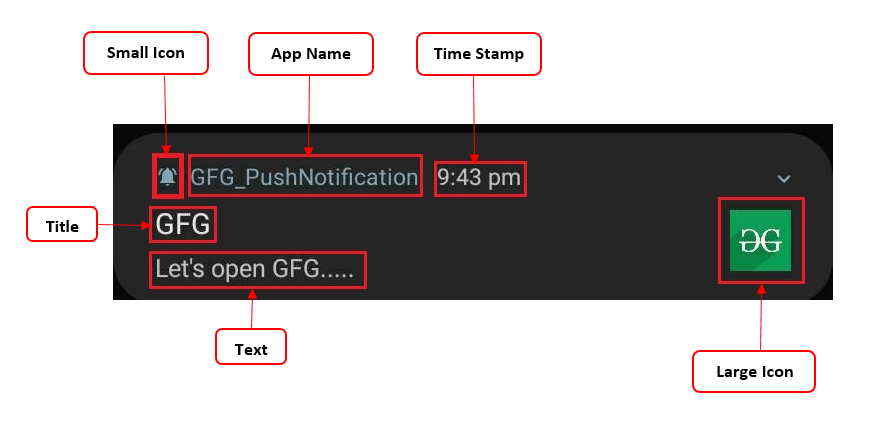 Small Icon
App Name
Time Stamp
GFG_PushNotification 9:43 pm
Title
GFG
Let's open GFG.....
Text
Large Icon